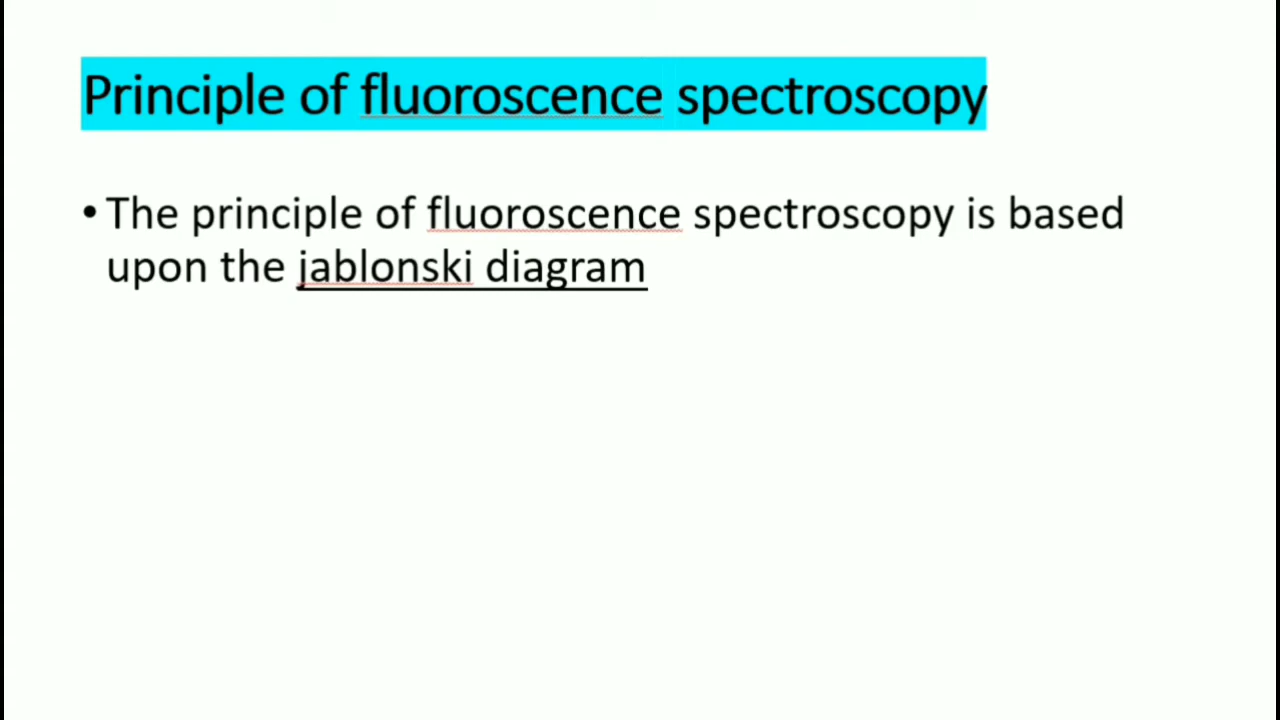 Principle of fluoroscence spectroscopy
• The principle of fluoroscence spectroscopy is based
upon the jablonski diagram